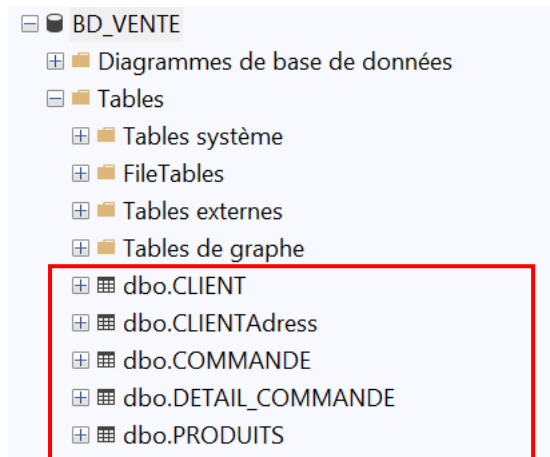 BD_VENTE
Diagrammes de base de données
Tables
Tables système
FileTables
Tables externes
Tables de graphe
dbo.CLIENT
dbo.CLIENTAdress
dbo.COMMANDE
dbo.DETAIL_COMMANDE
dbo.PRODUITS